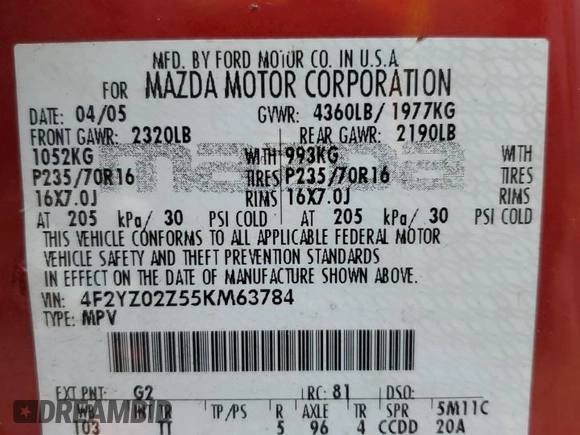 MFD. BY FORD MOTOR CO. IN U.S.A
FOR MAZDA MOTOR CORPORATION
DATE: 04/05 GVWR: 4360LB/1977KG
FRONT GAWR: 2320LB REAR GAWR: 2190LB
1052KG WITH 993KG WITH
P235/70R16 TIRES P235/70R16 TIRES
16X7.0J RIMS 16X7.0J RIMS
AT 205 kPa/ 30 PSI COLD AT 205 kPa/ 30 PSI COLD
THIS VEHICLE CONFORMS TO ALL APPLICABLE FEDERAL MOTOR
VEHICLE SAFETY AND THEFT PREVENTION STANDARDS
IN EFFECT ON THE DATE OF MANUFACTURE SHOWN ABOVE.
VIN: 4F2YZ02Z55KM63784
TYPE: MPV
EXT PNT: G2 RC: 81 DSO:
WB INT TR TP/PS R AXLE TR SPR 5M11C
103 11 5 96 4 CCDD 20A
DREAMBID